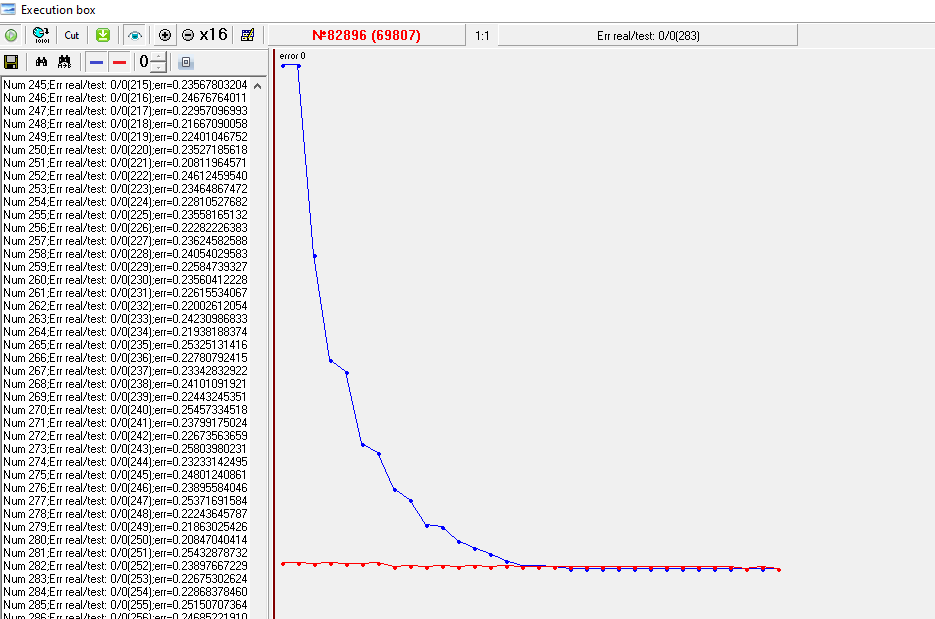 Execution box
Cut
x16
№82896 (69807)
1:1
Err real/test: 0/0(283)
0
error 0
Num 245;Err real/test: 0/0(215);err=0.23567803204
Num 246;Err real/test: 0/0(216);err=0.24676764011
Num 247;Err real/test: 0/0(217);err=0.22957096993
Num 248;Err real/test: 0/0(218);err=0.21667090058
Num 249;Err real/test: 0/0(219);err=0.22401046752
Num 250;Err real/test: 0/0(220);err=0.23527185618
Num 251;Err real/test: 0/0(221);err=0.20811964571
Num 252;Err real/test: 0/0(222);err=0.24612459540
Num 253;Err real/test: 0/0(223);err=0.23464867472
Num 254;Err real/test: 0/0(224);err=0.22810527682
Num 255;Err real/test: 0/0(225);err=0.23558165132
Num 256;Err real/test: 0/0(226);err=0.22282226383
Num 257;Err real/test: 0/0(227);err=0.23624582588
Num 258;Err real/test: 0/0(228);err=0.24054029583
Num 259;Err real/test: 0/0(229);err=0.22584739327
Num 260;Err real/test: 0/0(230);err=0.23560412228
Num 261;Err real/test: 0/0(231);err=0.22615534067
Num 262;Err real/test: 0/0(232);err=0.22002612054
Num 263;Err real/test: 0/0(233);err=0.24230986833
Num 264;Err real/test: 0/0(234);err=0.21938188374
Num 265;Err real/test: 0/0(235);err=0.25325131416
Num 266;Err real/test: 0/0(236);err=0.22780792415
Num 267;Err real/test: 0/0(237);err=0.23342832922
Num 268;Err real/test: 0/0(238);err=0.24101091921
Num 269;Err real/test: 0/0(239);err=0.22443245351
Num 270;Err real/test: 0/0(240);err=0.25457334518
Num 271;Err real/test: 0/0(241);err=0.23799175024
Num 272;Err real/test: 0/0(242);err=0.22673563659
Num 273;Err real/test: 0/0(243);err=0.25803980231
Num 274;Err real/test: 0/0(244);err=0.23233142495
Num 275;Err real/test: 0/0(245);err=0.24801240861
Num 276;Err real/test: 0/0(246);err=0.23895584046
Num 277;Err real/test: 0/0(247);err=0.25371691584
Num 278;Err real/test: 0/0(248);err=0.22243645787
Num 279;Err real/test: 0/0(249);err=0.21863025426
Num 280;Err real/test: 0/0(250);err=0.20847040414
Num 281;Err real/test: 0/0(251);err=0.25432878732
Num 282;Err real/test: 0/0(252);err=0.23897667229
Num 283;Err real/test: 0/0(253);err=0.22675302624
Num 284;Err real/test: 0/0(254);err=0.22868378460
Num 285;Err real/test: 0/0(255);err=0.25150707364
Num 286;Err real/test: 0/0(256);err=0.24685221910